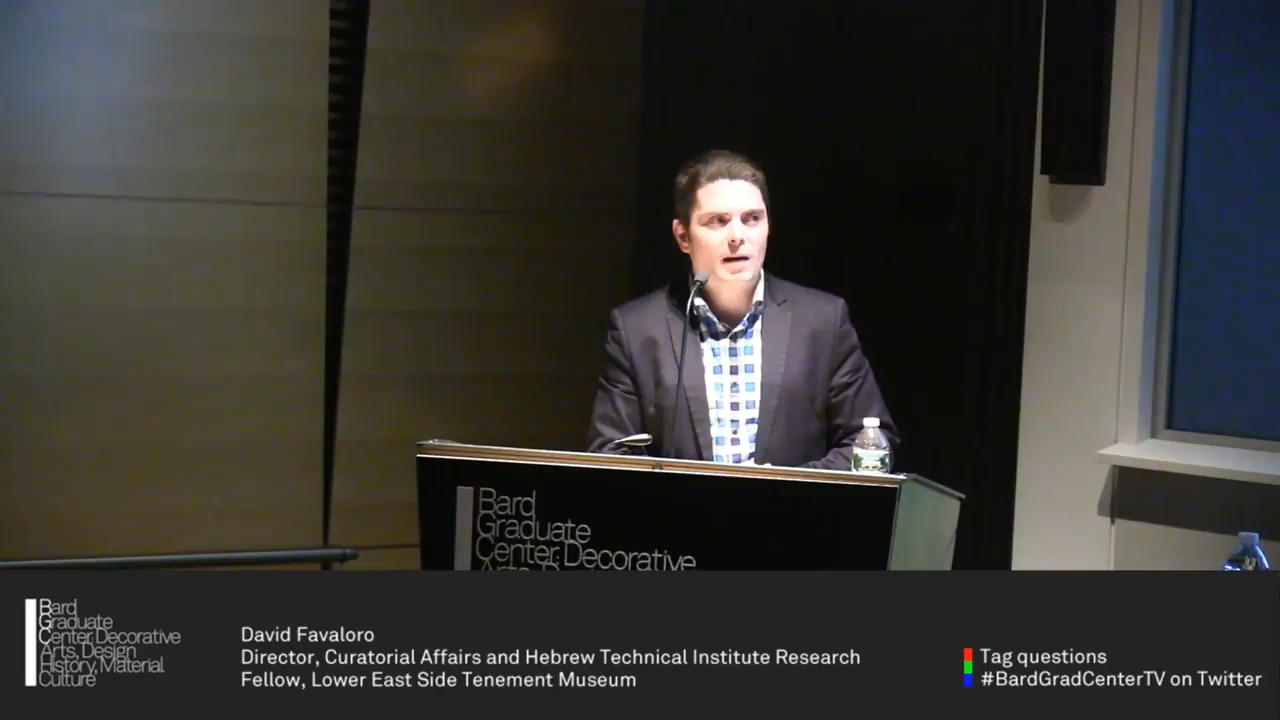 Bard
Graduate
Center: Decorative
Bard
Graduate
Center: Decorative
Arts, Design
History, Material
Culture
David Favaloro
Director, Curatorial Affairs and Hebrew Technical Institute Research
Fellow, Lower East Side Tenement Museum
Tag questions
#BardGradCenterTV on Twitter